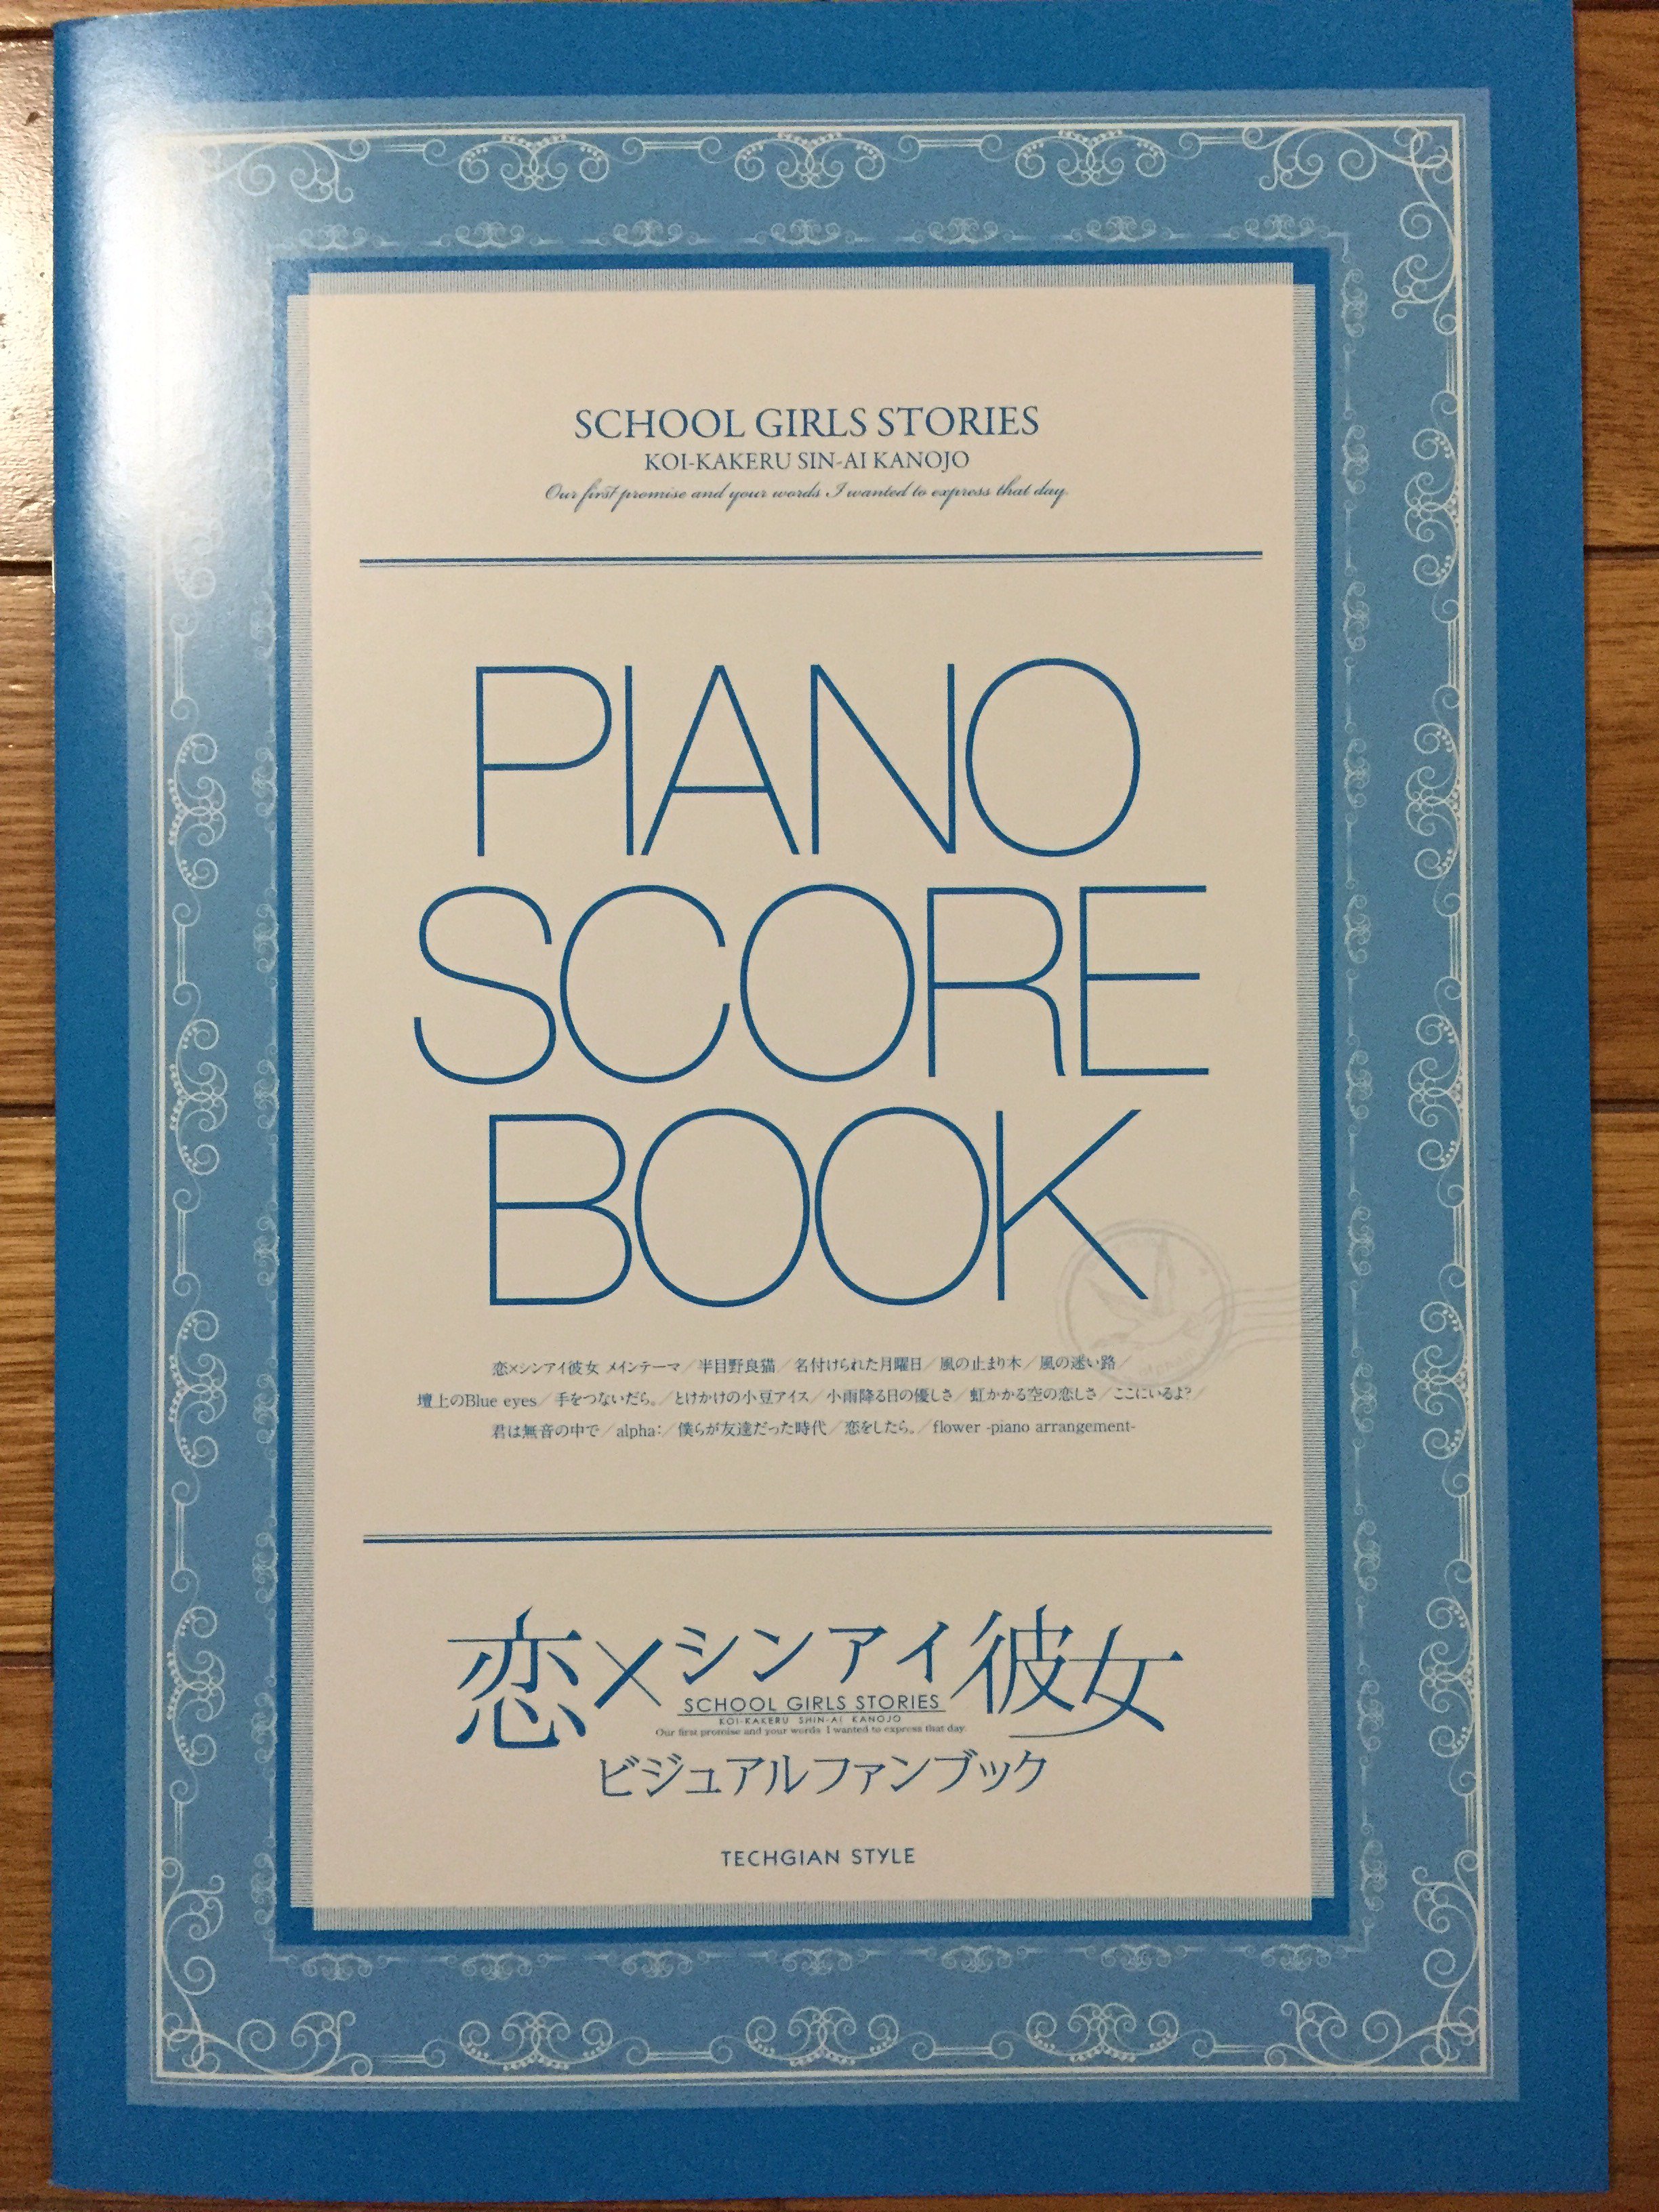 SCHOOL GIRLS STORIES
KOI-KAKERU SIN-AI KANOJO
Our first promise and your words I wanted to express that day.
PIANO
SCORE
BOOK
恋×シンアイ彼女 メインテーマ／半目野良猫／名付けられた月曜日／風の止まり木／風の迷い路／
壇上のBlue eyes／手をつないだら。／とけかけの小豆アイス／小雨降る日の優しさ／虹かかる空の恋しさ／ここにいるよ？／
君は無音の中で／alpha：／僕らが友達だった時代／恋をしたら。／flower -piano arrangement-
恋×シンアイ彼女
SCHOOL GIRLS STORIES
KOI-KAKERU SHIN-AI KANOJO
Our first promise and your words I wanted to express that day.
ビジュアルファンブック
TECHGIAN STYLE